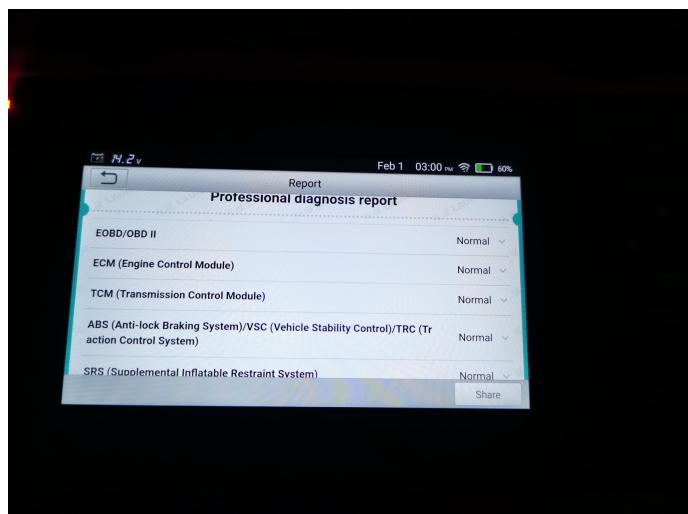 14.2v
Feb 1 03:00 PM 60%
Report
Professional diagnosis report
EOBD/OBD II
Normal
ECM (Engine Control Module)
Normal
TCM (Transmission Control Module)
Normal
ABS (Anti-lock Braking System)/VSC (Vehicle Stability Control)/TRC (Tr
action Control System)
Normal
SRS (Supplemental Inflatable Restraint System)
Normal
Share